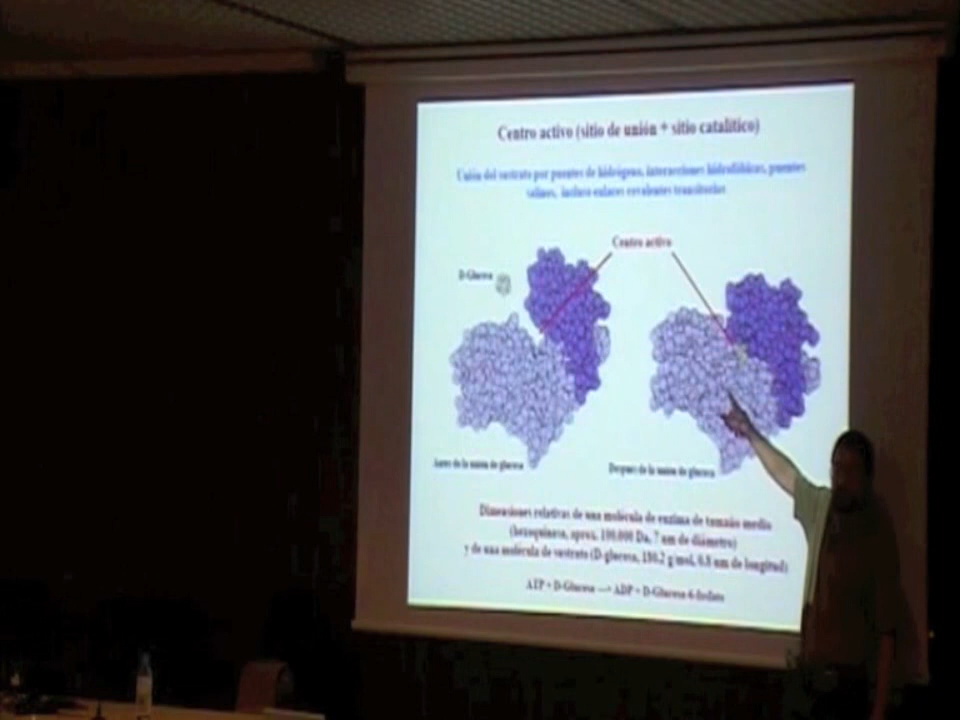 Centro activo (sitio de unión + sitio catalítico)
Unión del sustrato por puentes de hidrógeno, interacciones hidrofóbicas, puentes
salinos, incluso enlaces covalentes transitorios
Centro activo
D-Glucosa
Antes de la unión de glucosa
Despues de la unión de glucosa
Dimensiones relativas de una molécula de enzima de tamaño medio
(hexoquinasa, aprox. 100.000 Da, 7 nm de diámetro)
y de una molécula de sustrato (D-glucosa, 180.2 g/mol, 0.8 nm de longitud)
ATP + D-Glucosa ---> ADP + D-Glucosa-6-fosfato